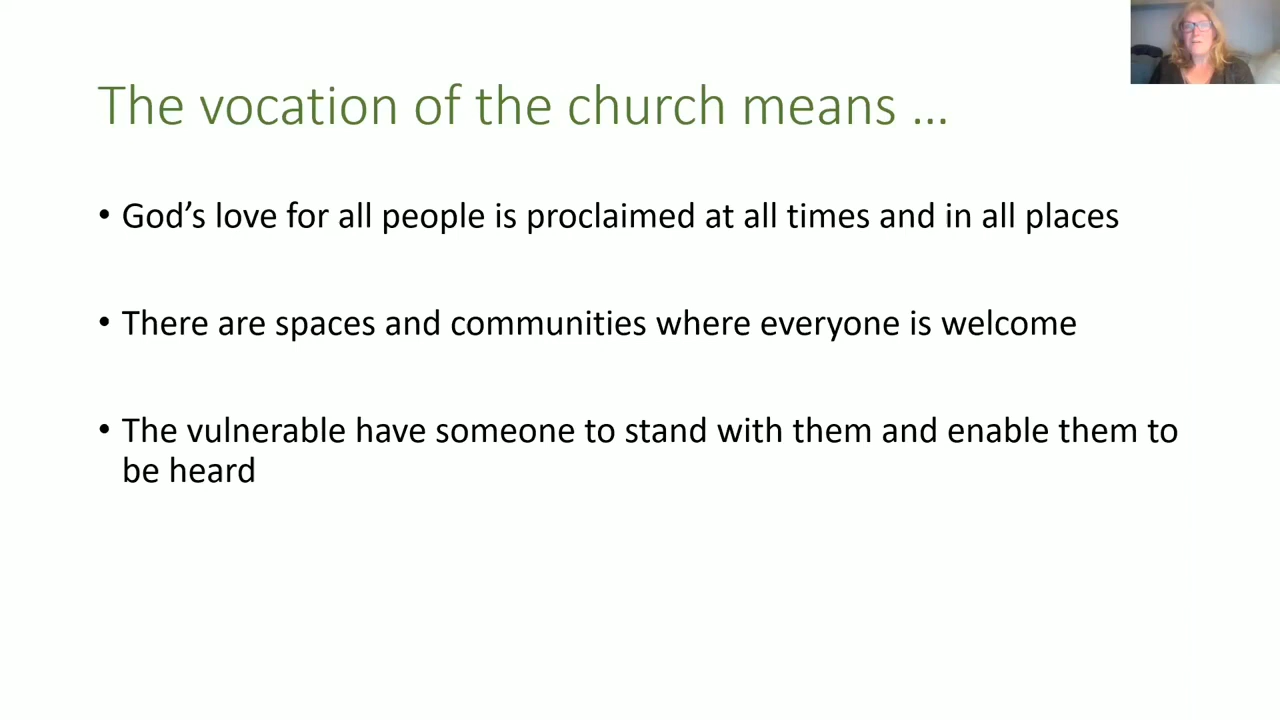 The vocation of the church means ...
• God’s love for all people is proclaimed at all times and in all places
• There are spaces and communities where everyone is welcome
• The vulnerable have someone to stand with them and enable them to
be heard